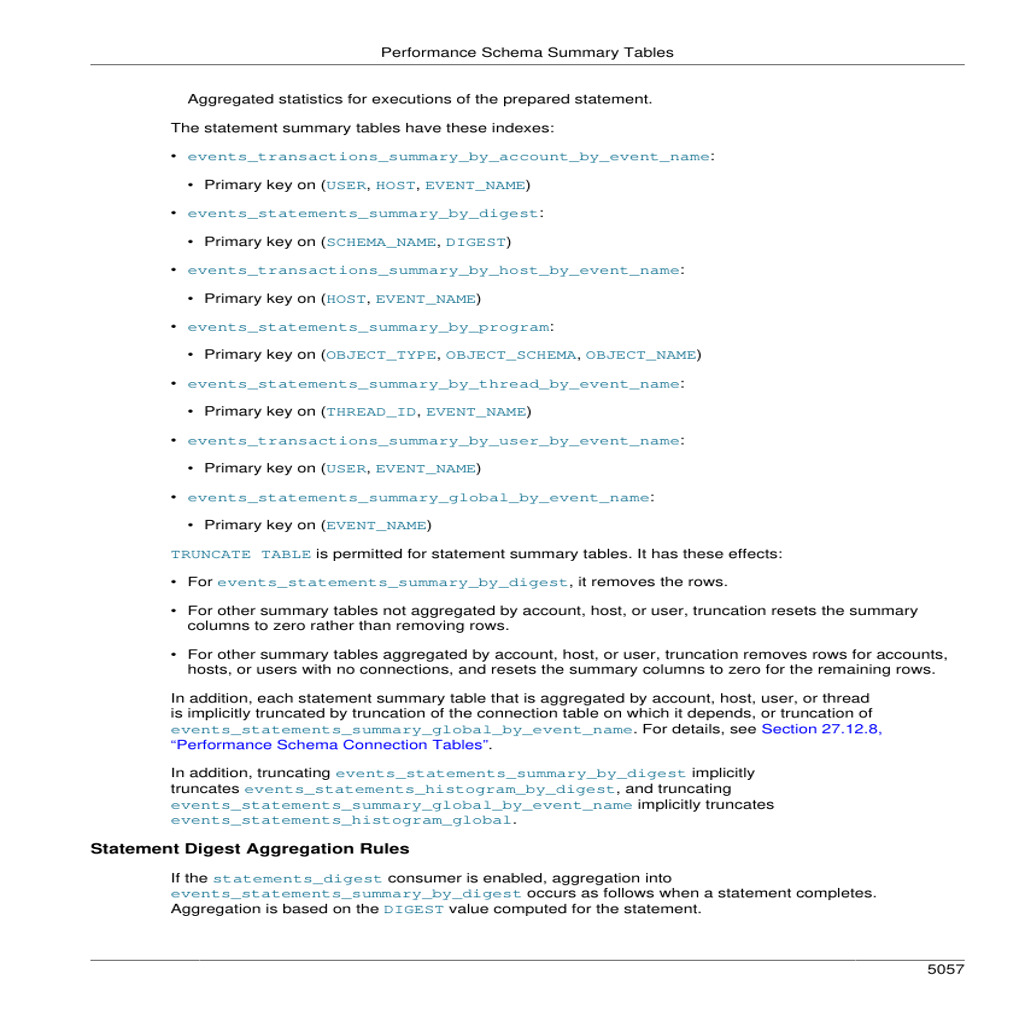 Performance Schema Summary Tables
Aggregated statistics for executions of the prepared statement.
The statement summary tables have these indexes:
• events_transactions_summary_by_account_by_event_name:
• Primary key on (USER, HOST, EVENT_NAME)
• events_statements_summary_by_digest:
• Primary key on (SCHEMA_NAME, DIGEST)
• events_transactions_summary_by_host_by_event_name:
• Primary key on (HOST, EVENT_NAME)
• events_statements_summary_by_program:
• Primary key on (OBJECT_TYPE, OBJECT_SCHEMA, OBJECT_NAME)
• events_statements_summary_by_thread_by_event_name:
• Primary key on (THREAD_ID, EVENT_NAME)
• events_transactions_summary_by_user_by_event_name:
• Primary key on (USER, EVENT_NAME)
• events_statements_summary_global_by_event_name:
• Primary key on (EVENT_NAME)
TRUNCATE TABLE is permitted for statement summary tables. It has these effects:
• For events_statements_summary_by_digest, it removes the rows.
• For other summary tables not aggregated by account, host, or user, truncation resets the summary
columns to zero rather than removing rows.
• For other summary tables aggregated by account, host, or user, truncation removes rows for accounts,
hosts, or users with no connections, and resets the summary columns to zero for the remaining rows.
In addition, each statement summary table that is aggregated by account, host, user, or thread
is implicitly truncated by truncation of the connection table on which it depends, or truncation of
events_statements_summary_global_by_event_name. For details, see Section 27.12.8,
“Performance Schema Connection Tables”.
In addition, truncating events_statements_summary_by_digest implicitly
truncates events_statements_histogram_by_digest, and truncating
events_statements_summary_global_by_event_name implicitly truncates
events_statements_histogram_global.
Statement Digest Aggregation Rules
If the statements_digest consumer is enabled, aggregation into
events_statements_summary_by_digest occurs as follows when a statement completes.
Aggregation is based on the DIGEST value computed for the statement.
5057